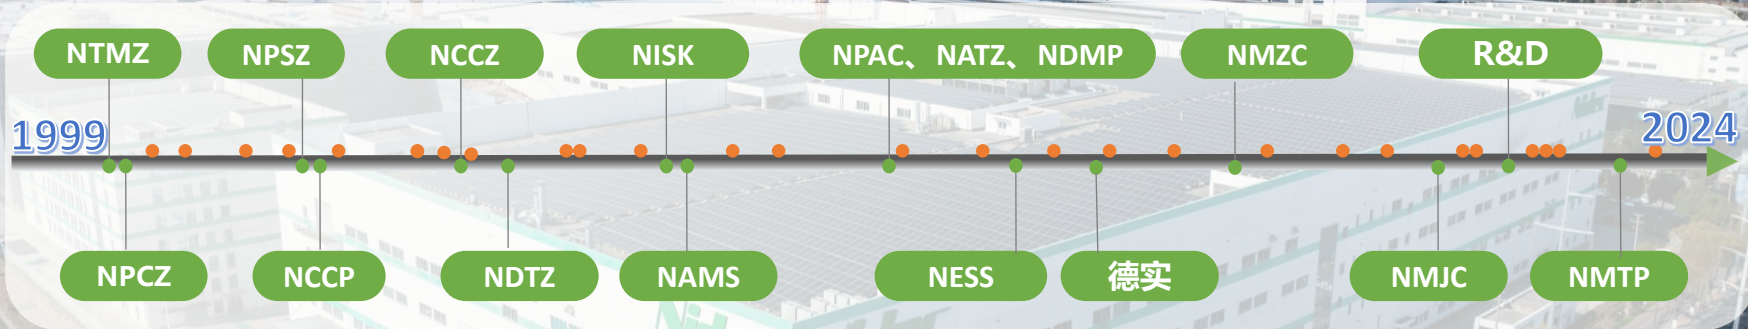 NTMZ
NPSZ
NCCZ
NISK
NPAC、NATZ、NDMP
NMZC
R&D
1999
2024
NPCZ
NCCP
NDTZ
NAMS
NESS
德实
NMJC
NMTP